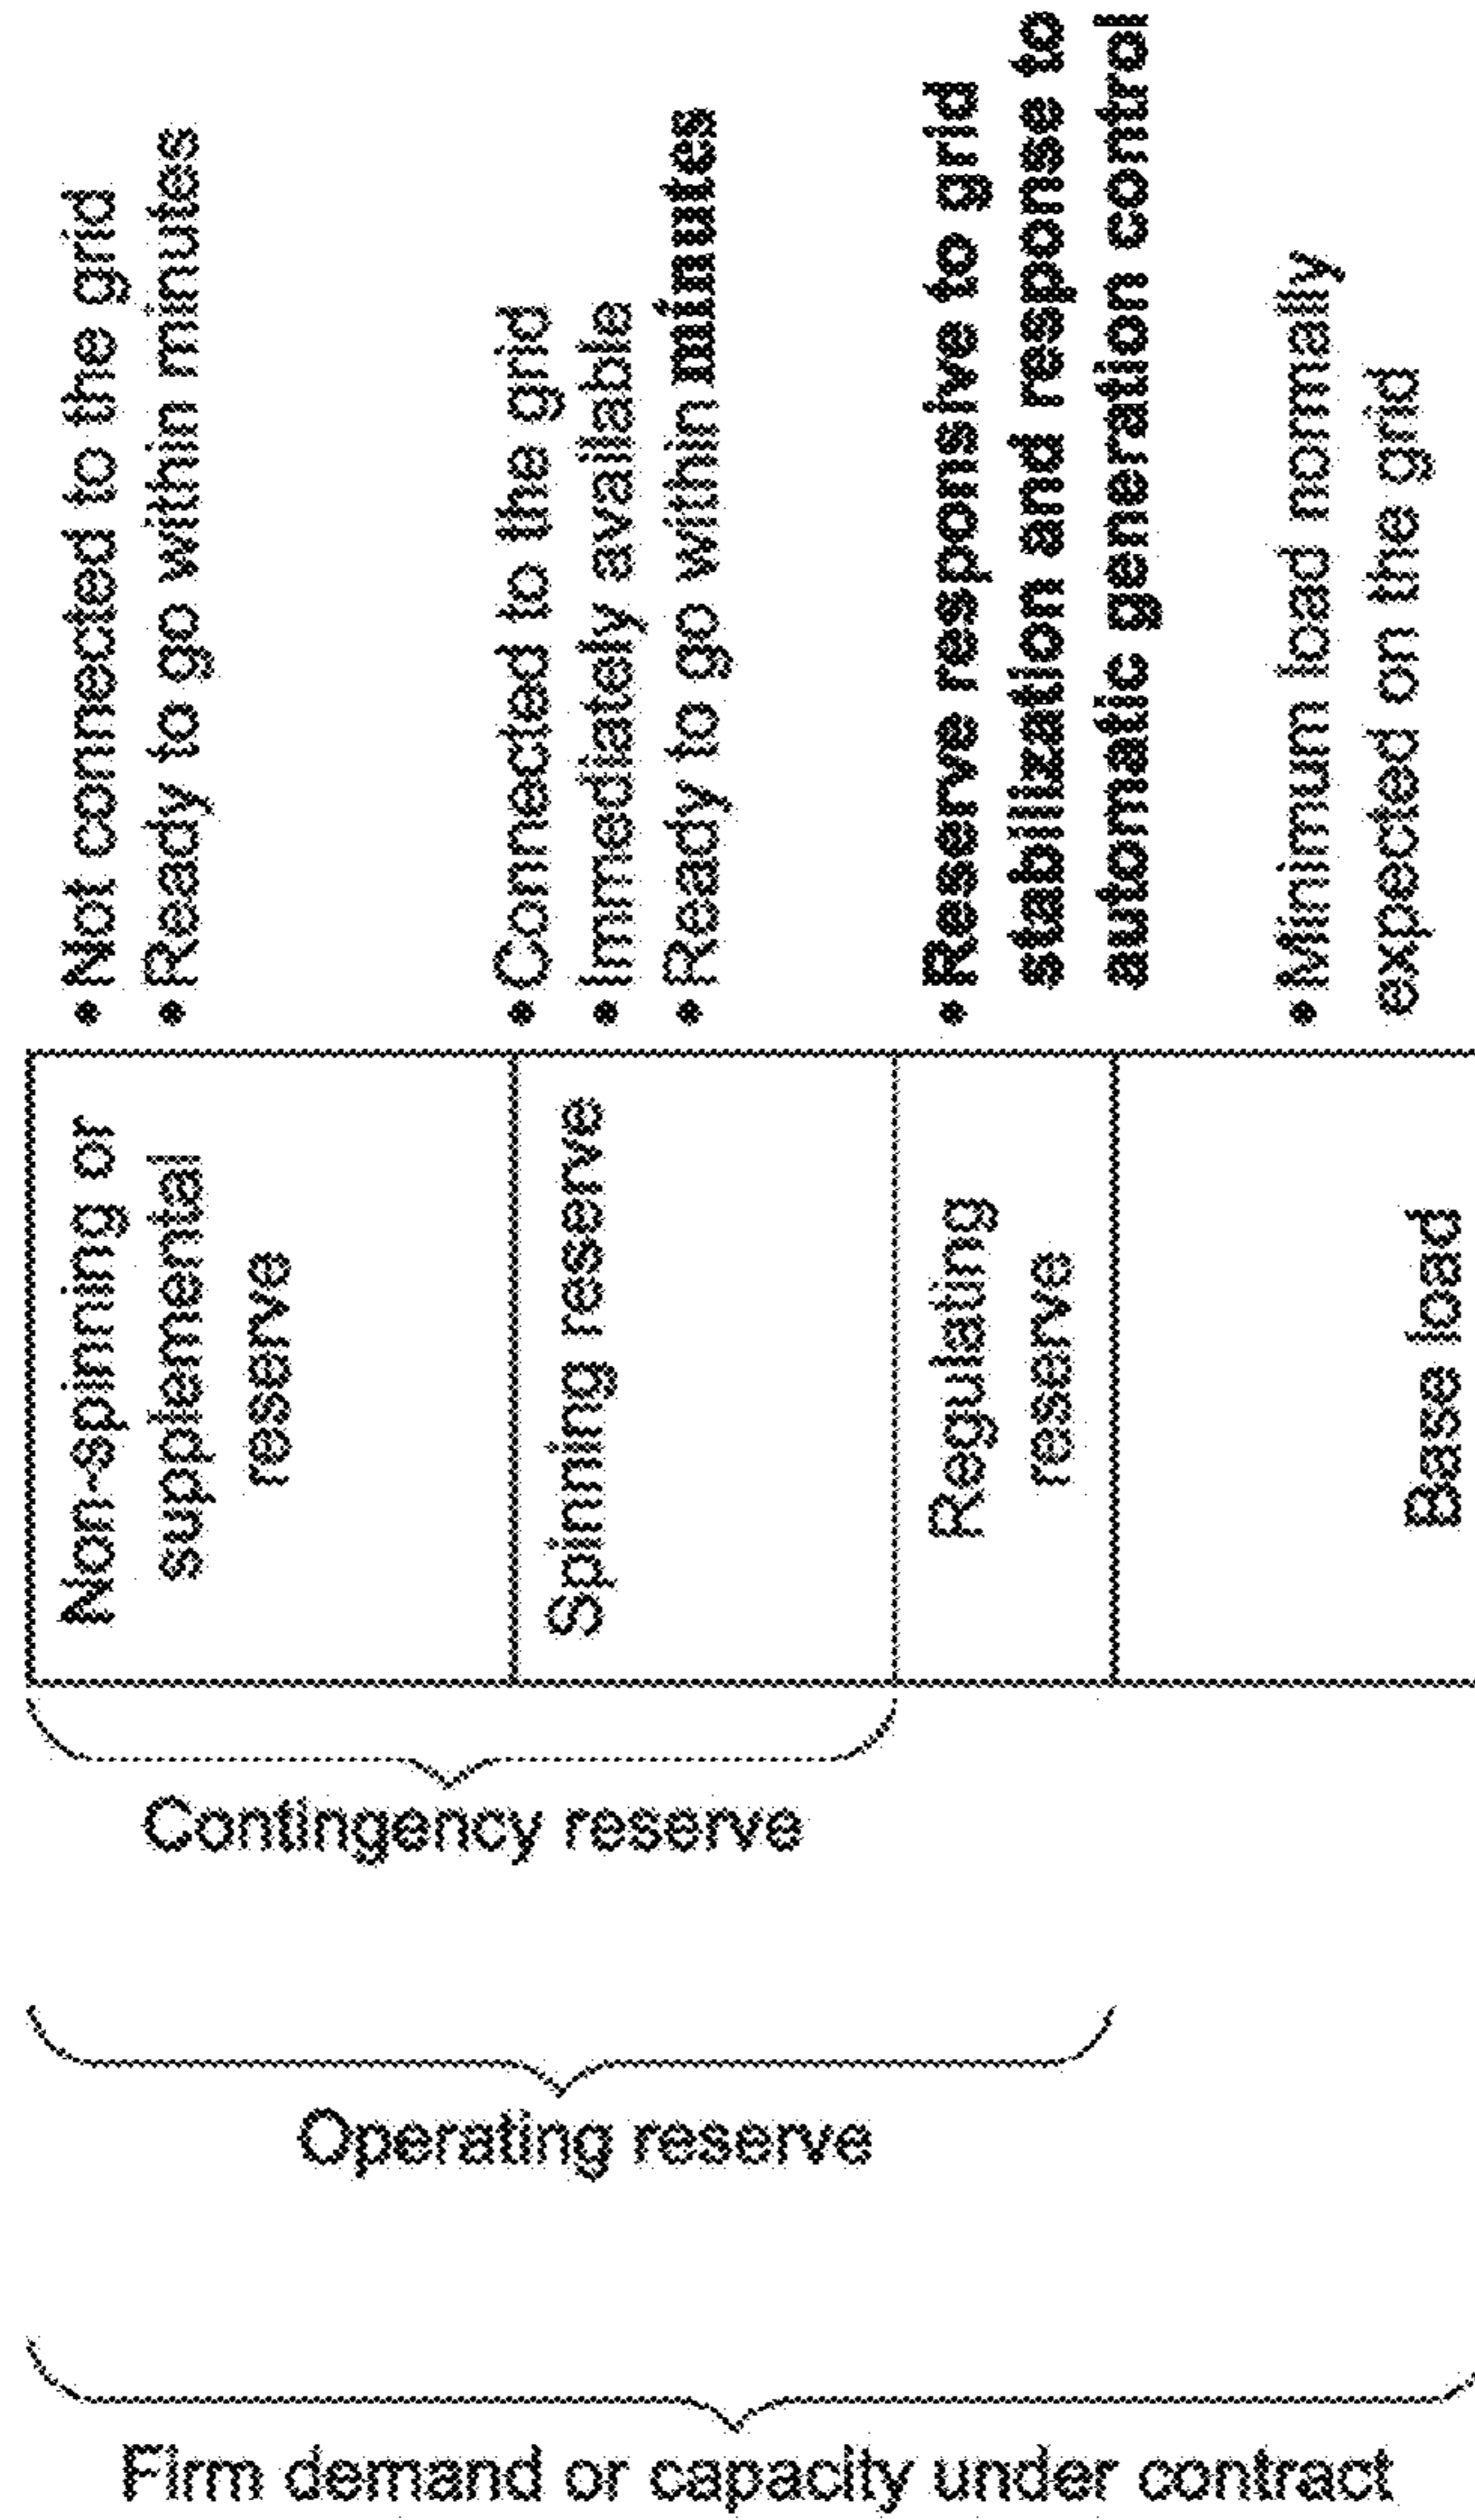 Non-spinning or
supplemental
reserve
• Not connected to the grid
• Ready to go within minutes
Spinning reserve
• Connected to the grid
• Immediately available
• Ready to go within minutes
Regulating
reserve
• Reserve responsive to grid
stabilization and response to
automatic generation control
Base load
• Minimum load normally
expected on the grid
Contingency reserve
Operating reserve
Firm demand or capacity under contract